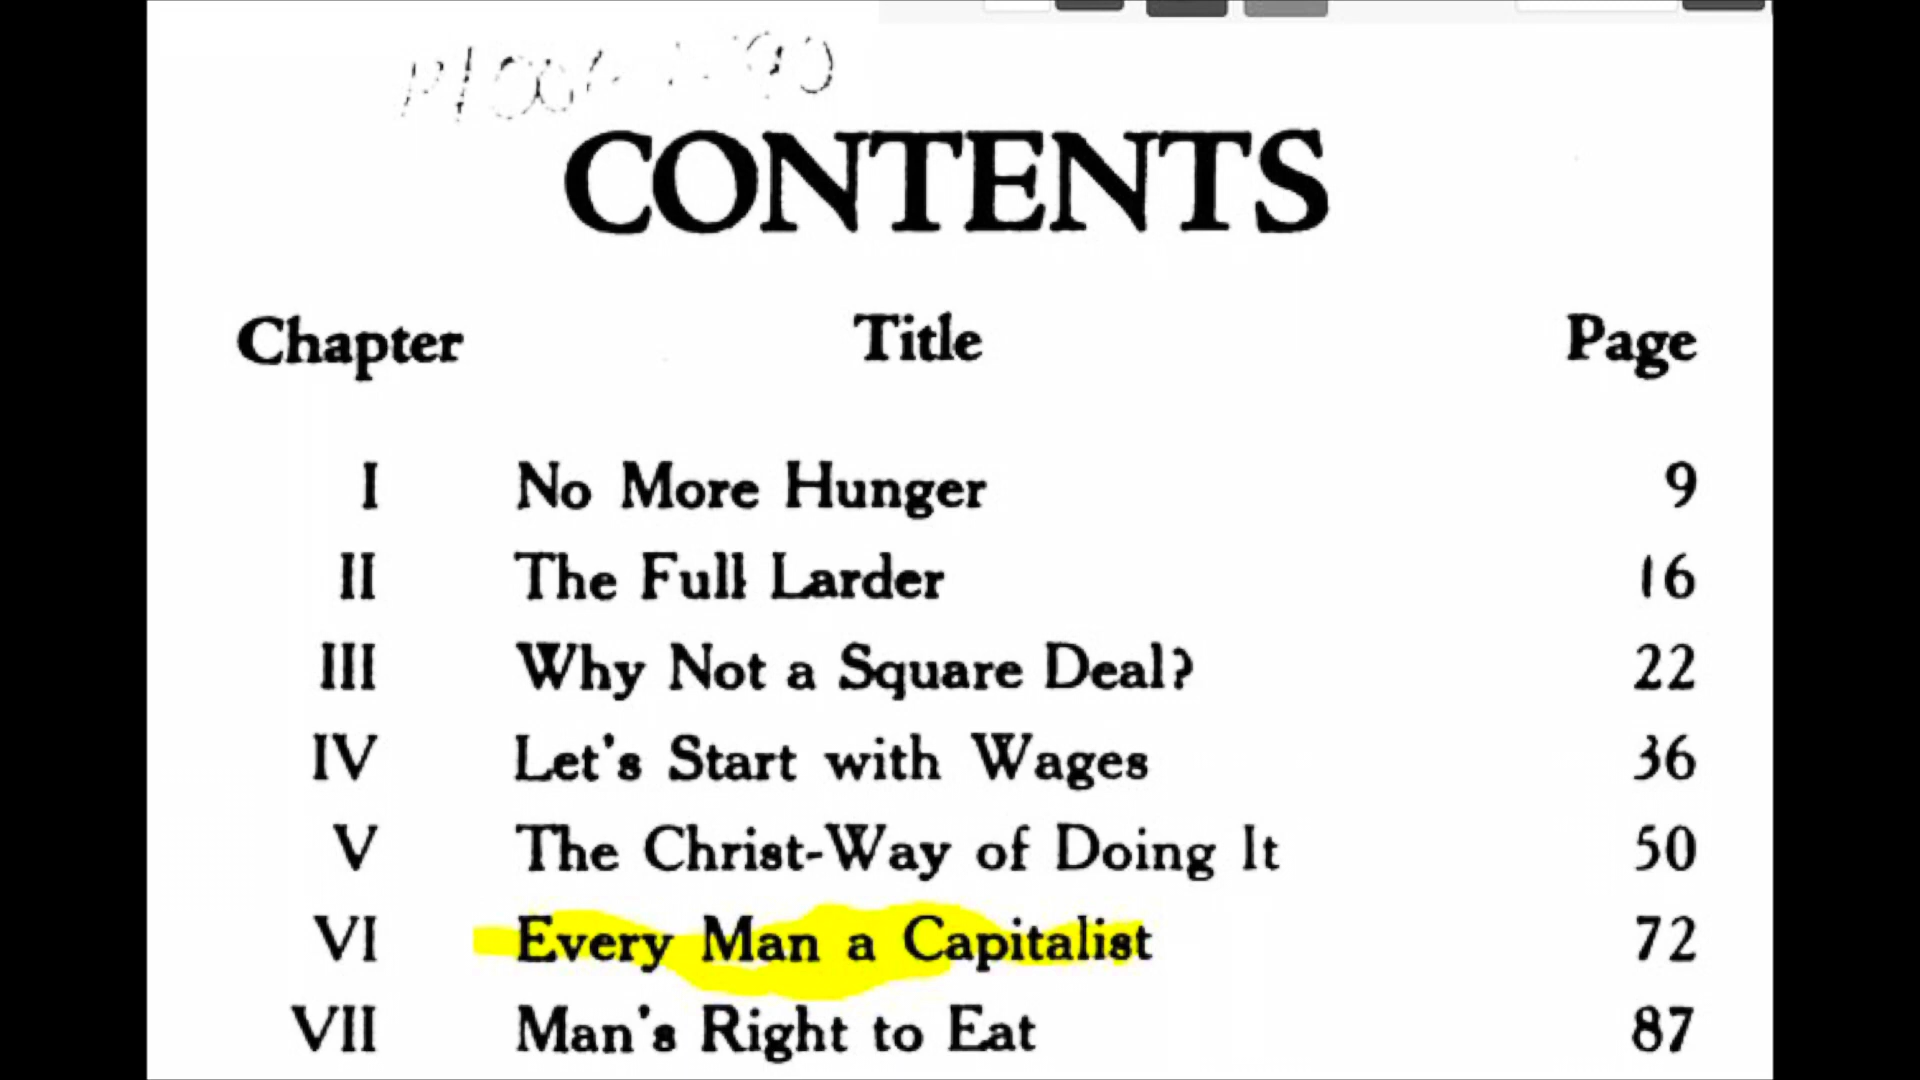 CONTENTS
Chapter Title Page
I No More Hunger 9
II The Full Larder 16
III Why Not a Square Deal? 22
IV Let's Start with Wages 36
V The Christ-Way of Doing It 50
VI Every Man a Capitalist 72
VII Man's Right to Eat 87